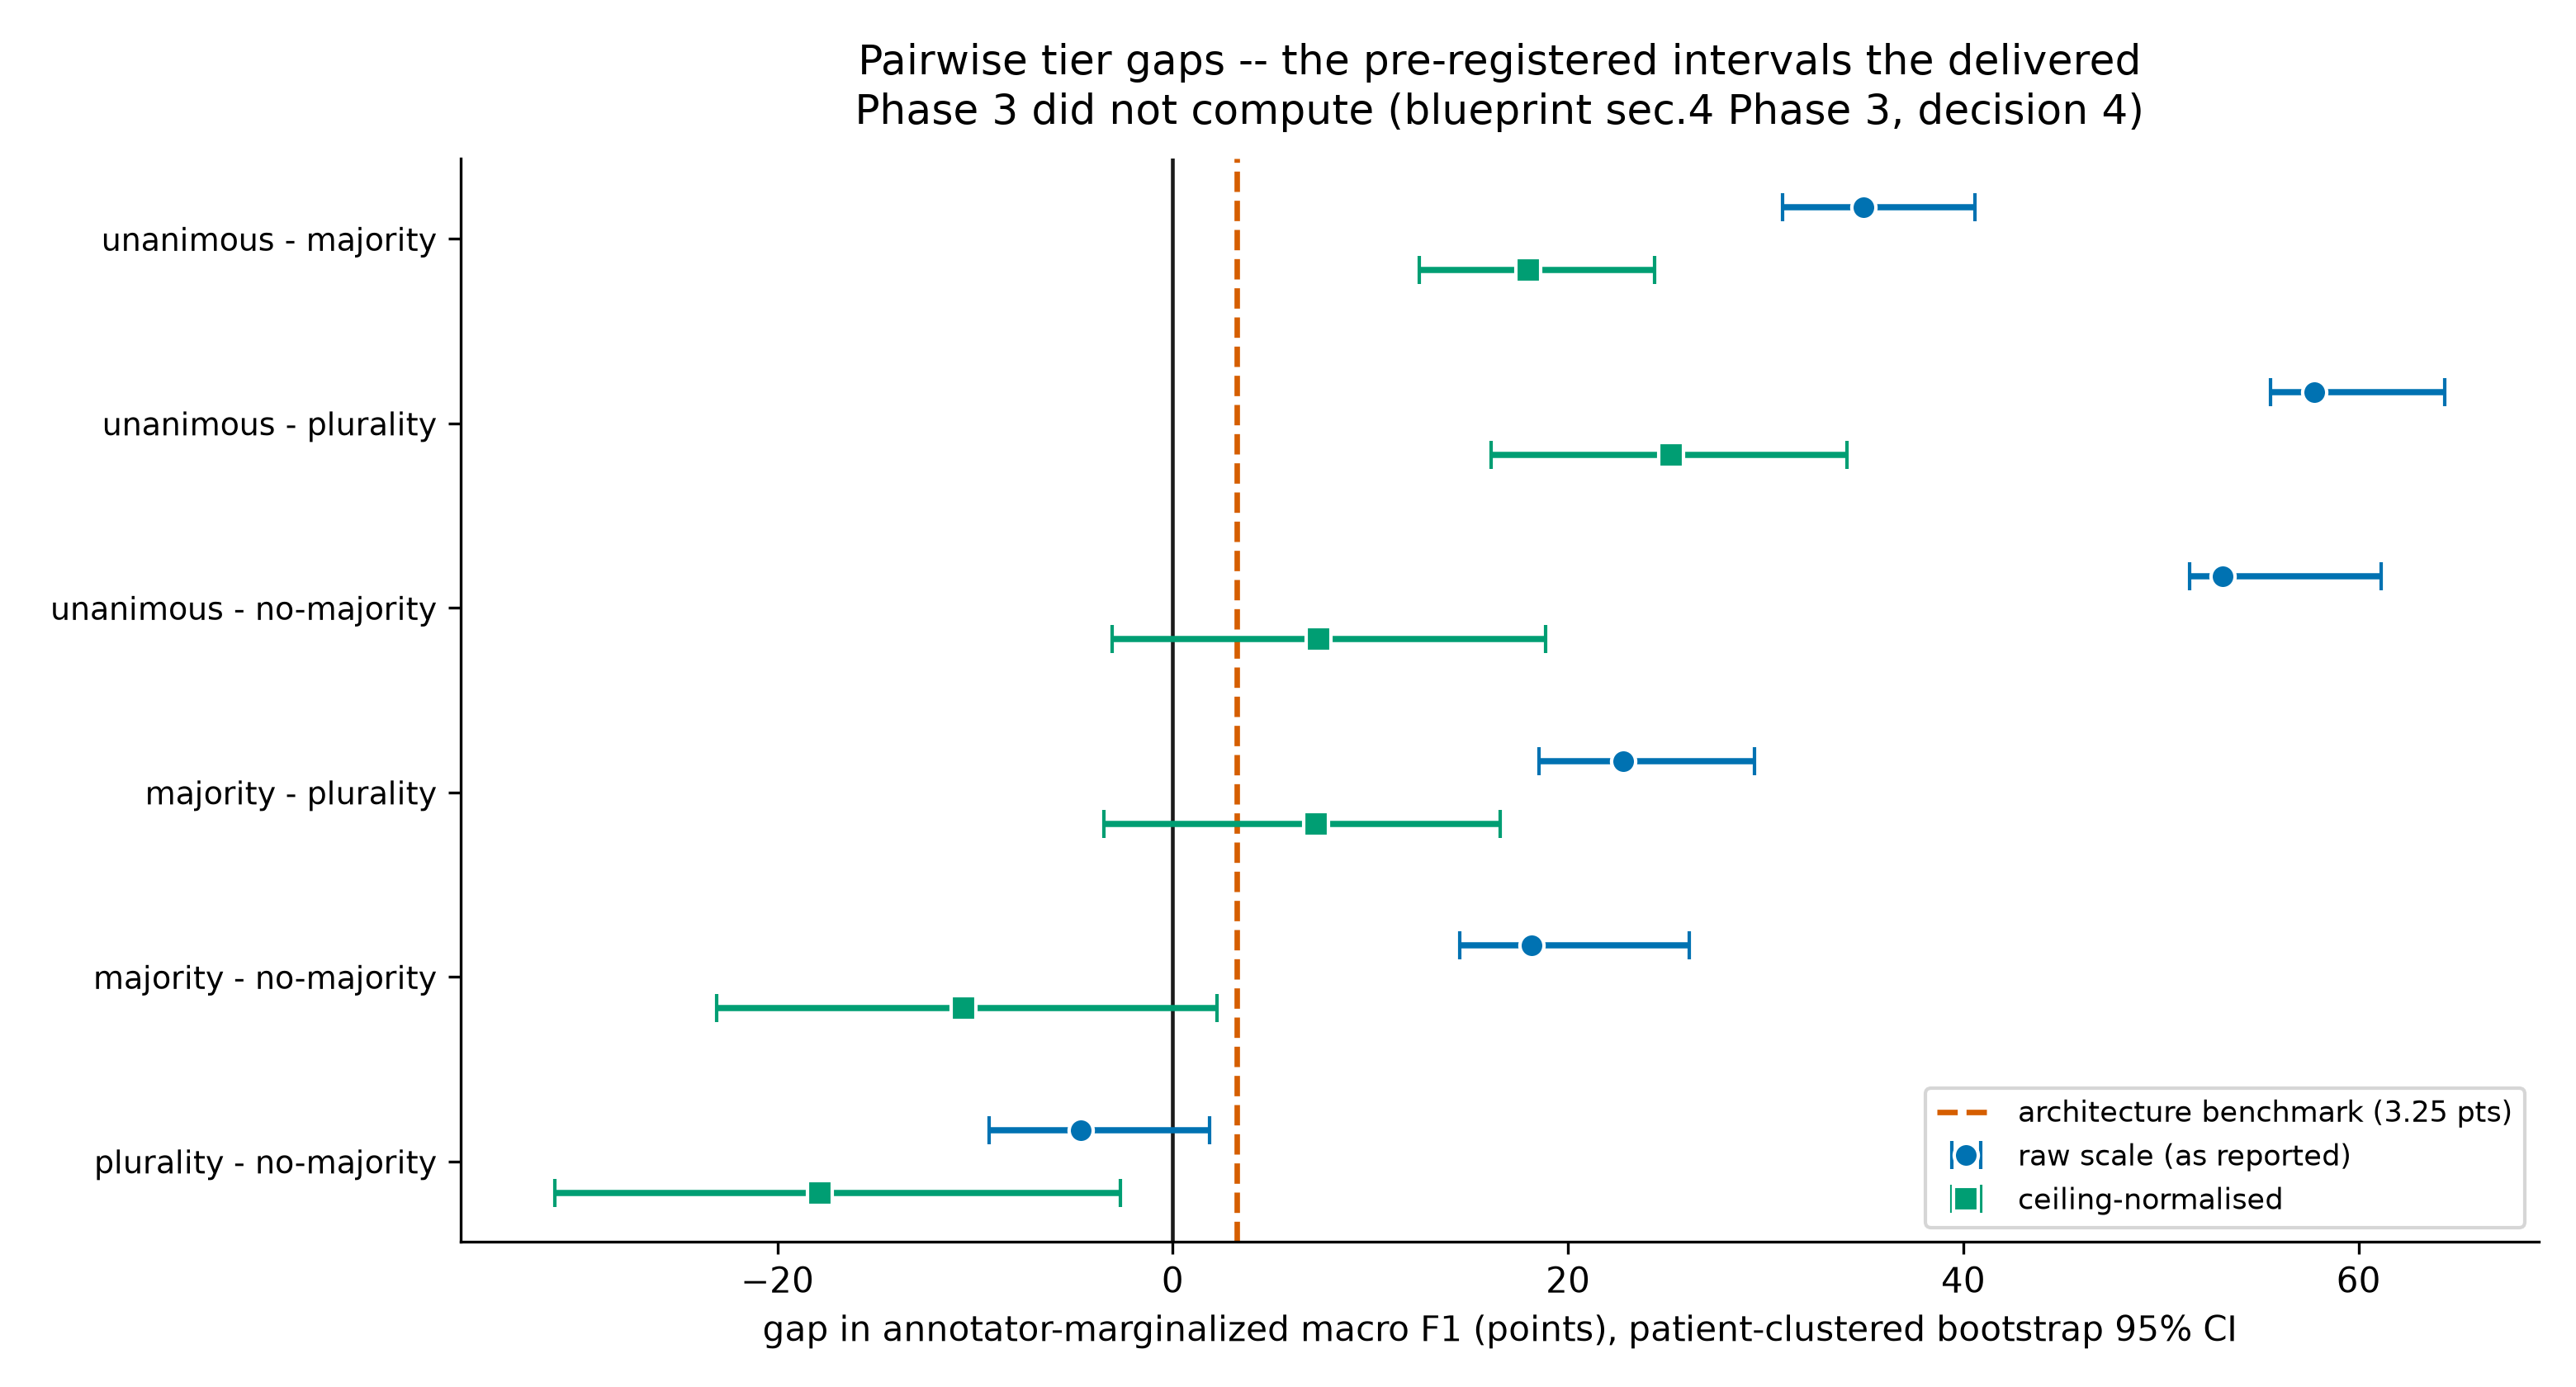 Pairwise tier gaps -- the pre-registered intervals the delivered
Phase 3 did not compute (blueprint sec.4 Phase 3, decision 4)
unanimous - majority
unanimous - plurality
unanimous - no-majority
majority - plurality
majority - no-majority
plurality - no-majority
architecture benchmark (3.25 pts)
raw scale (as reported)
ceiling-normalised
−20 0 20 40 60
gap in annotator-marginalized macro F1 (points), patient-clustered bootstrap 95% CI